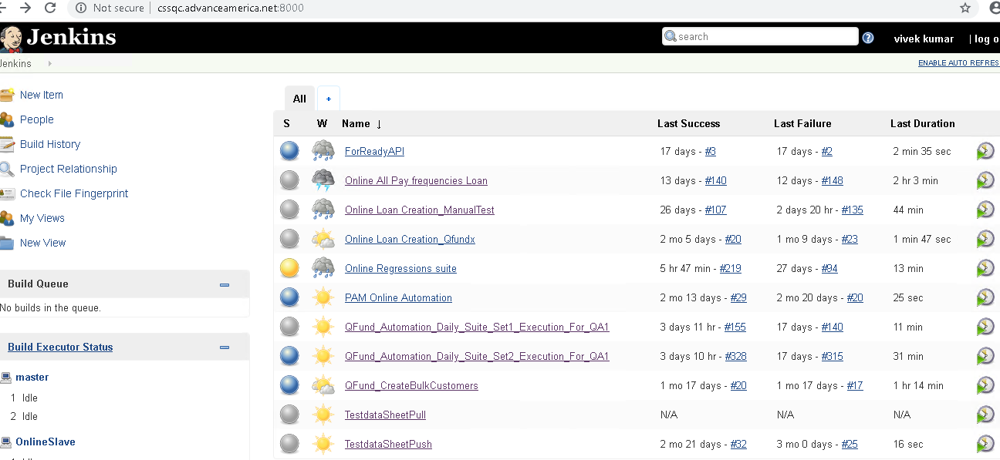 Not secure | cssqc.advanceamerica.net:8000
Jenkins
search
?
vivek kumar | log o
Jenkins
ENABLE AUTO REFRES
New Item
People
Build History
Project Relationship
Check File Fingerprint
My Views
New View
Build Queue
No builds in the queue.
Build Executor Status
master
1 Idle
2 Idle
OnlineSlave
All +
S W Name ↓ Last Success Last Failure Last Duration
ForReadyAPI 17 days - #3 17 days - #2 2 min 35 sec
Online All Pay frequencies Loan 13 days - #140 12 days - #148 2 hr 3 min
Online Loan Creation_ManualTest 26 days - #107 2 days 20 hr - #135 44 min
Online Loan Creation_Qfundx 2 mo 5 days - #20 1 mo 9 days - #23 1 min 47 sec
Online Regressions suite 5 hr 47 min - #219 27 days - #94 13 min
PAM Online Automation 2 mo 13 days - #29 2 mo 20 days - #20 25 sec
QFund_Automation_Daily_Suite_Set1_Execution_For_QA1 3 days 11 hr - #155 17 days - #140 11 min
QFund_Automation_Daily_Suite_Set2_Execution_For_QA1 3 days 10 hr - #328 17 days - #315 31 min
QFund_CreateBulkCustomers 1 mo 17 days - #20 1 mo 17 days - #17 1 hr 14 min
TestdataSheetPull N/A N/A N/A
TestdataSheetPush 2 mo 21 days - #32 3 mo 0 days - #25 16 sec